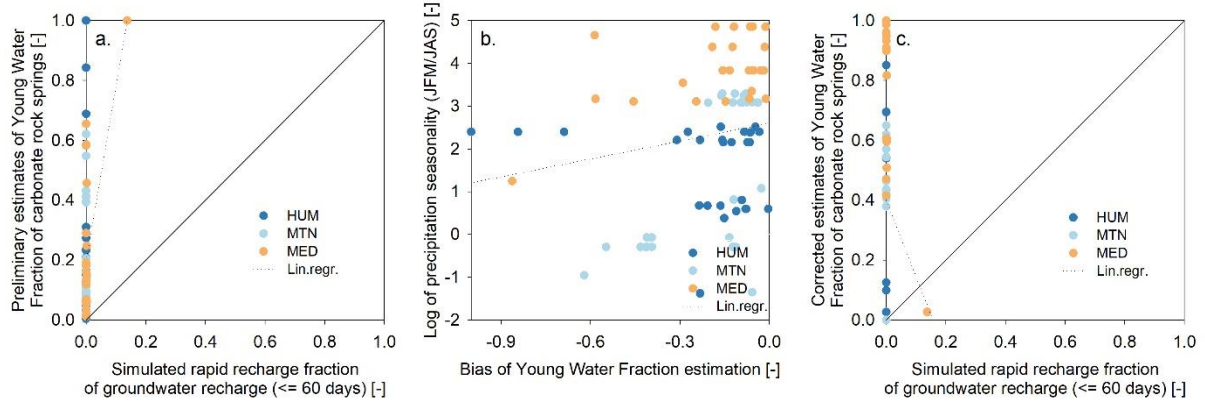 a.
Preliminary estimates of Young Water
Fraction of carbonate rock springs [-]
1.0
0.8
0.6
0.4
0.2
0.0
HUM
MTN
MED
Lin.regr.
0.0 0.2 0.4 0.6 0.8 1.0
Simulated rapid recharge fraction
of groundwater recharge (<= 60 days) [-]
b.
Log of precipitation seasonality (JFM/JAS) [-]
5
4
3
2
1
0
-1
-2
HUM
MTN
MED
Lin.regr.
-0.9 -0.6 -0.3 -0.0
Bias of Young Water Fraction estimation [-]
c.
Corrected estimates of Young Water
Fraction of carbonate rock springs [-]
1.0
0.8
0.6
0.4
0.2
0.0
HUM
MTN
MED
Lin.regr.
0.0 0.2 0.4 0.6 0.8 1.0
Simulated rapid recharge fraction
of groundwater recharge (<= 60 days) [-]